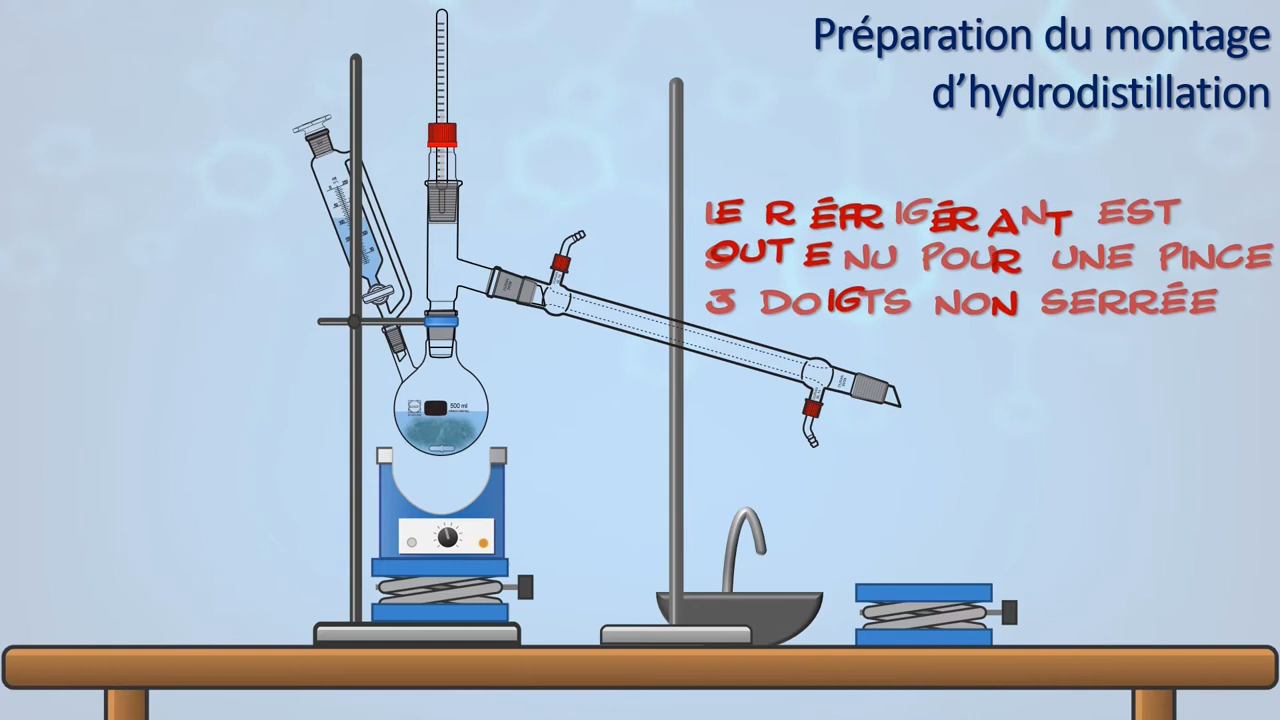 Préparation du montage
d’hydrodistillation
LE RÉFRIGÉRANT EST
SOUTENU POUR UNE PINCE
3 DOIGTS NON SERRÉE
500 ml